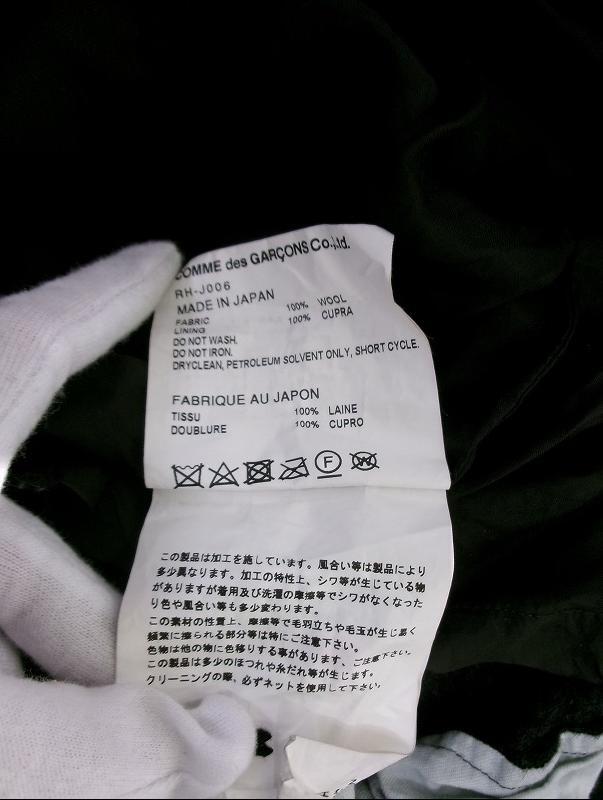 COMME des GARÇONS Co.,Ltd.
RH-J006
MADE IN JAPAN
FABRIC 100% WOOL
LINING 100% CUPRA
DO NOT WASH.
DO NOT IRON.
DRYCLEAN, PETROLEUM SOLVENT ONLY, SHORT CYCLE.
FABRIQUE AU JAPON
TISSU 100% LAINE
DOUBLURE 100% CUPRO
F W
この製品は加工を施しています。風合い等は製品により
多少異なります。加工の特性上、シワ等が生じている物
がありますが着用及び洗濯の摩擦等でシワがなくなった
り色や風合い等も多少変わります。
この素材の性質上、摩擦等で毛羽立ちや毛玉が生じ易く
頻繁に擦られる部分等は特にご注意下さい。
色物は他の物に色移りする事があります、ご注意下さい。
この製品は多少のほつれや糸だれ等が生じます。
クリーニングの際、必ずネットを使用して下さい。